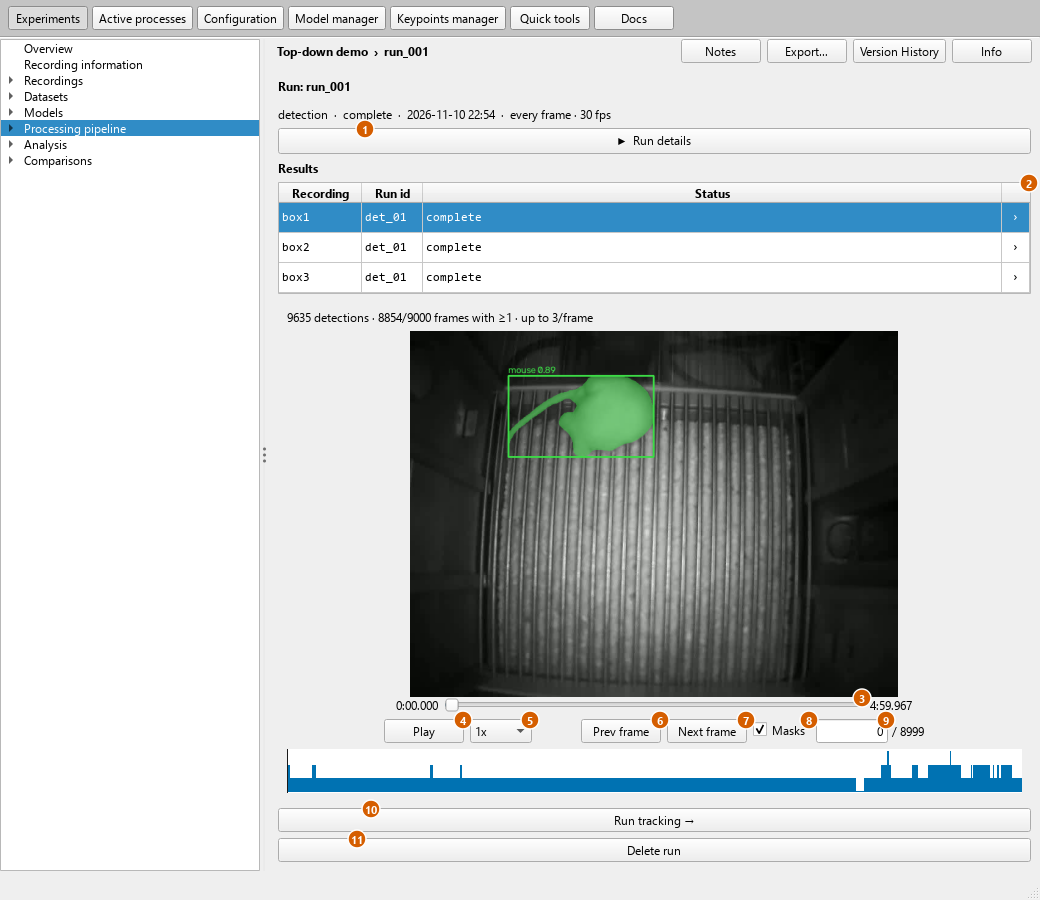 Experiments Active processes Configuration Model manager Keypoints manager Quick tools Docs
Overview
Recording information
Recordings
Datasets
Models
Processing pipeline
Analysis
Comparisons
Top-down demo › run_001
Notes Export... Version History Info
Run: run_001
detection · complete · 2026-11-10 22:54 · every frame · 30 fps
1
► Run details
Results
2
Recording Run id Status
box1 det_01 complete ›
box2 det_01 complete ›
box3 det_01 complete ›
9635 detections · 8854/9000 frames with ≥1 · up to 3/frame
mouse 0.89
3
0:00.000 4:59.967
4 5 6 7 8 9
Play 1x Prev frame Next frame Masks 0 / 8999
10
Run tracking →
11
Delete run